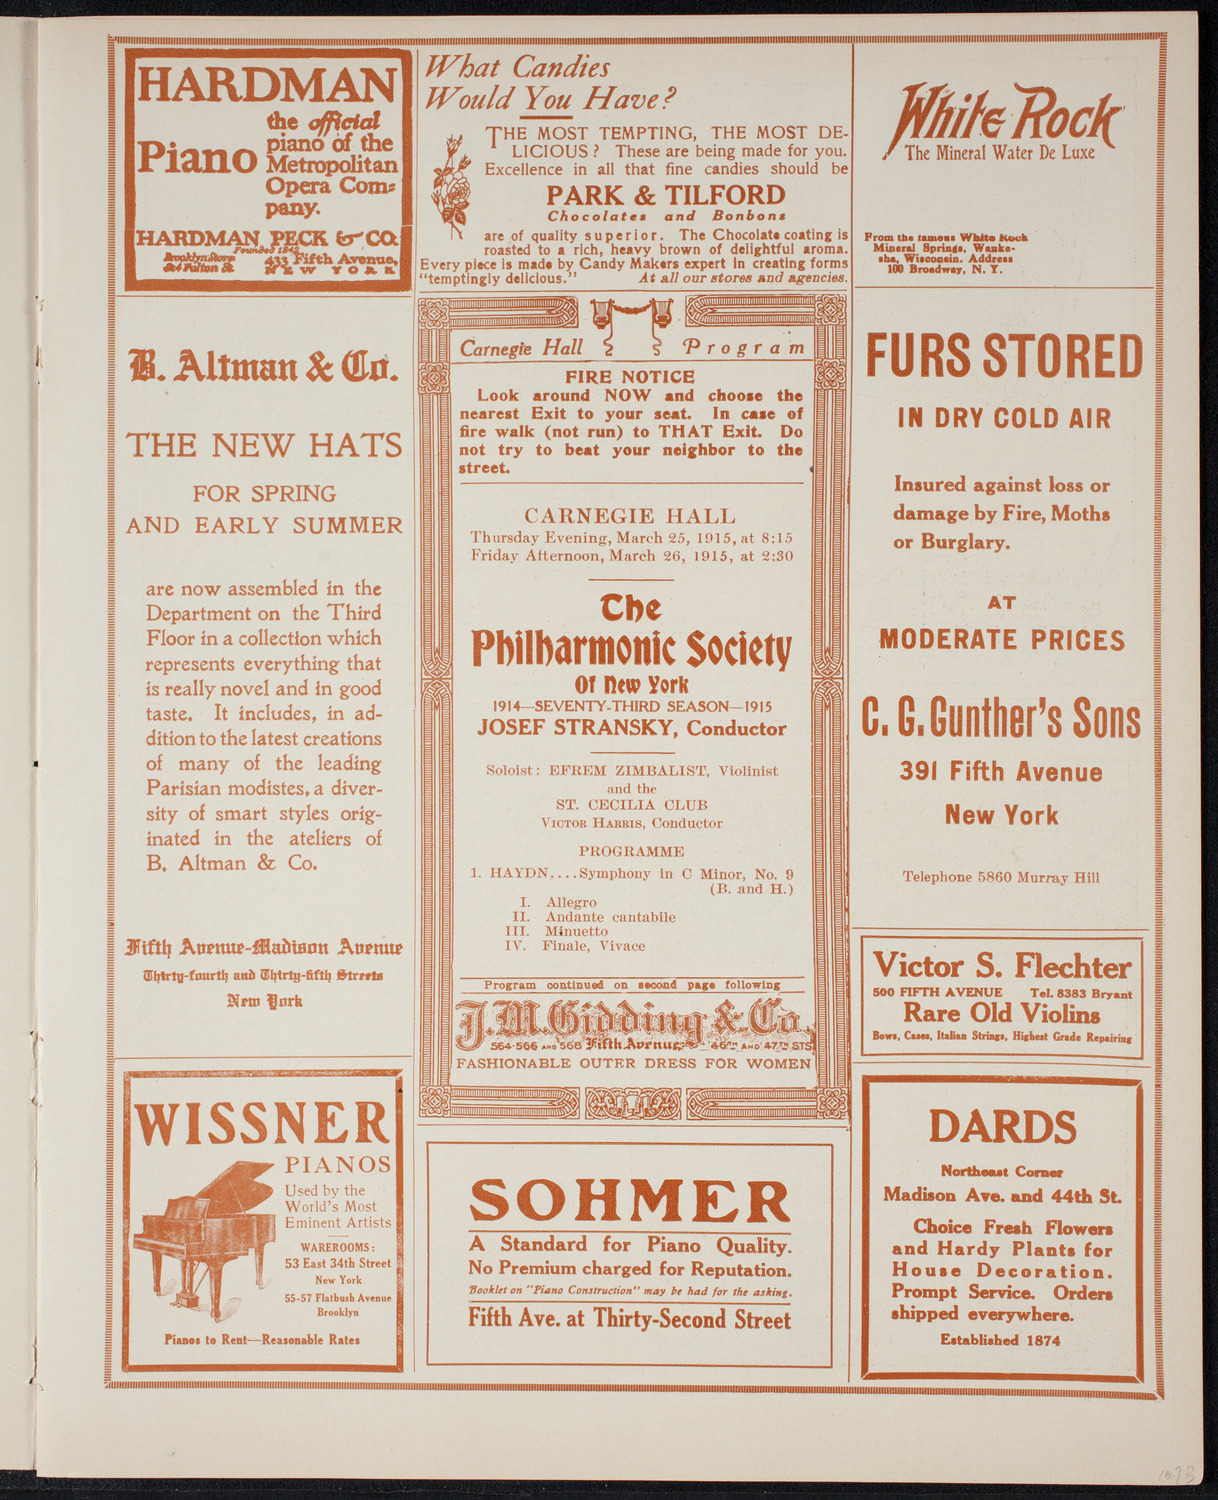 HARDMAN
Piano
the official
piano of the
Metropolitan
Opera Com-
pany.
HARDMAN PECK & CO.
Founded 1842
Brooklyn Store
524 Fulton St.
433 Fifth Avenue,
NEW YORK
What Candies
Would You Have?
THE MOST TEMPTING, THE MOST DE-
LICIOUS? These are being made for you.
Excellence in all that fine candies should be
PARK & TILFORD
Chocolates and Bonbons
are of quality superior. The Chocolate coating is
roasted to a rich, heavy brown of delightful aroma.
Every piece is made by Candy Makers expert in creating forms
"temptingly delicious." At all our stores and agencies.
White Rock
The Mineral Water De Luxe
From the famous White Rock
Mineral Springs, Wauke-
sha, Wisconsin. Address
100 Broadway, N. Y.
B. Altman & Co.
THE NEW HATS
FOR SPRING
AND EARLY SUMMER
are now assembled in the
Department on the Third
Floor in a collection which
represents everything that
is really novel and in good
taste. It includes, in ad-
dition to the latest creations
of many of the leading
Parisian modistes, a diver-
sity of smart styles orig-
inated in the ateliers of
B. Altman & Co.
Fifth Avenue-Madison Avenue
Thirty-fourth and Thirty-fifth Streets
New York
WISSNER
PIANOS
Used by the
World's Most
Eminent Artists
WAREROOMS:
53 East 34th Street
New York
55-57 Flatbush Avenue
Brooklyn
Pianos to Rent—Reasonable Rates
Carnegie Hall Program
FIRE NOTICE
Look around NOW and choose the
nearest Exit to your seat. In case of
fire walk (not run) to THAT Exit. Do
not try to beat your neighbor to the
street.
CARNEGIE HALL
Thursday Evening, March 25, 1915, at 8:15
Friday Afternoon, March 26, 1915, at 2:30
The
Philharmonic Society
Of New York
1914—SEVENTY-THIRD SEASON—1915
JOSEF STRANSKY, Conductor
Soloist: EFREM ZIMBALIST, Violinist
and the
ST. CECILIA CLUB
VICTOR HARRIS, Conductor
PROGRAMME
1. HAYDN....Symphony in C Minor, No. 9
(B. and H.)
I. Allegro
II. Andante cantabile
III. Minuetto
IV. Finale, Vivace
Program continued on second page following
J. M. Gidding & Co.
564-566 AND 568 Fifth Avenue 46TH AND 47TH STS.
FASHIONABLE OUTER DRESS FOR WOMEN
SOHMER
A Standard for Piano Quality.
No Premium charged for Reputation.
Booklet on "Piano Construction" may be had for the asking.
Fifth Ave. at Thirty-Second Street
FURS STORED
IN DRY COLD AIR
Insured against loss or
damage by Fire, Moths
or Burglary.
AT
MODERATE PRICES
C. G. Gunther's Sons
391 Fifth Avenue
New York
Telephone 5860 Murray Hill
Victor S. Flechter
500 FIFTH AVENUE Tel. 8383 Bryant
Rare Old Violins
Bows, Cases, Italian Strings, Highest Grade Repairing
DARDS
Northeast Corner
Madison Ave. and 44th St.
Choice Fresh Flowers
and Hardy Plants for
House Decoration.
Prompt Service. Orders
shipped everywhere.
Established 1874